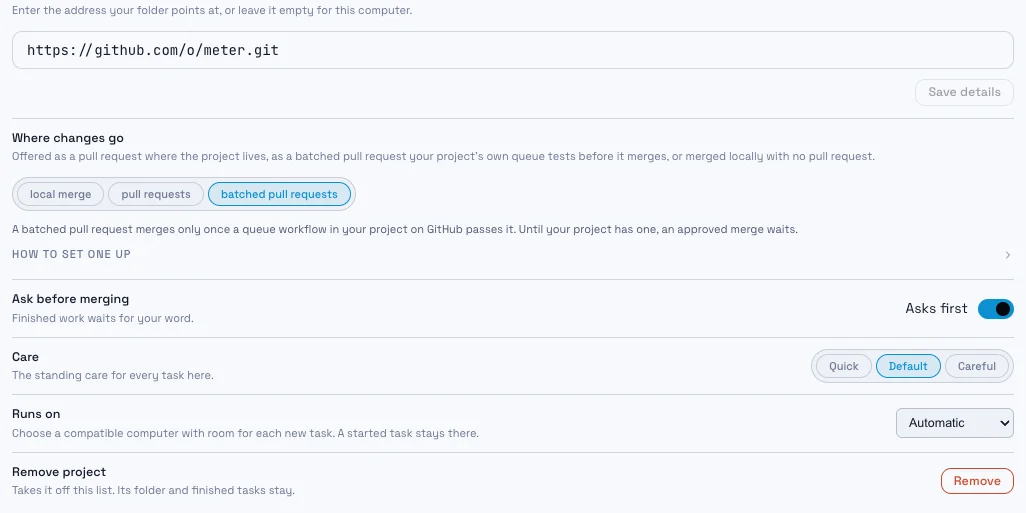 Enter the address your folder points at, or leave it empty for this computer.
https://github.com/o/meter.git
Save details
Where changes go
Offered as a pull request where the project lives, as a batched pull request your project's own queue tests before it merges, or merged locally with no pull request.
local merge pull requests batched pull requests
A batched pull request merges only once a queue workflow in your project on GitHub passes it. Until your project has one, an approved merge waits.
HOW TO SET ONE UP
Ask before merging
Finished work waits for your word.
Asks first
Care
The standing care for every task here.
Quick Default Careful
Runs on
Choose a compatible computer with room for each new task. A started task stays there.
Automatic
Remove project
Takes it off this list. Its folder and finished tasks stay.
Remove